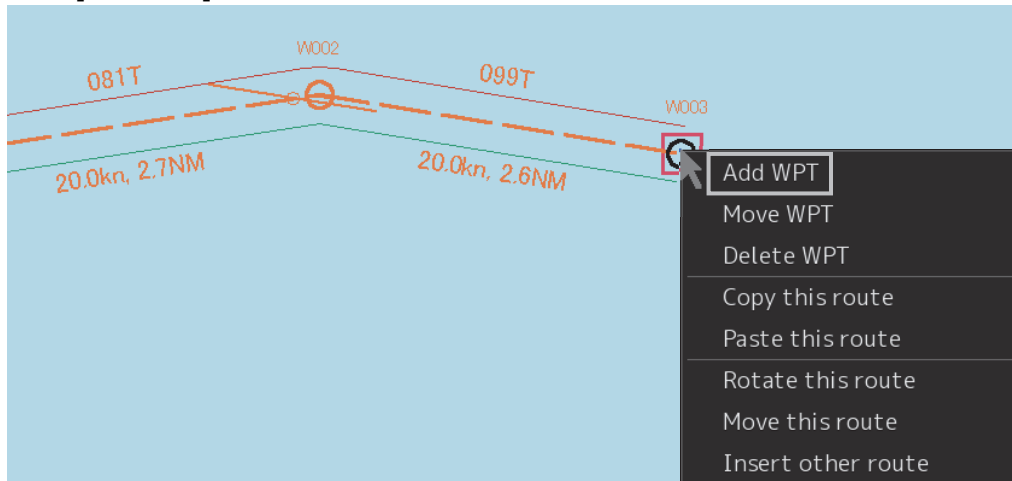 W002
081T
099T
W003
20.0kn, 2.7NM
20.0kn, 2.6NM
Add WPT
Move WPT
Delete WPT
Copy this route
Paste this route
Rotate this route
Move this route
Insert other route